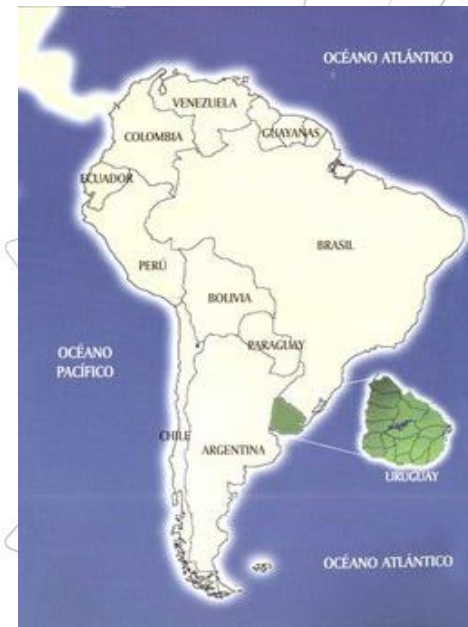 OCÉANO ATLÁNTICO
VENEZUELA
COLOMBIA
GUAYANAS
ECUADOR
BRASIL
PERÚ
BOLIVIA
PARAGUAY
OCÉANO
PACÍFICO
CHILE
ARGENTINA
URUGUAY
OCÉANO ATLÁNTICO